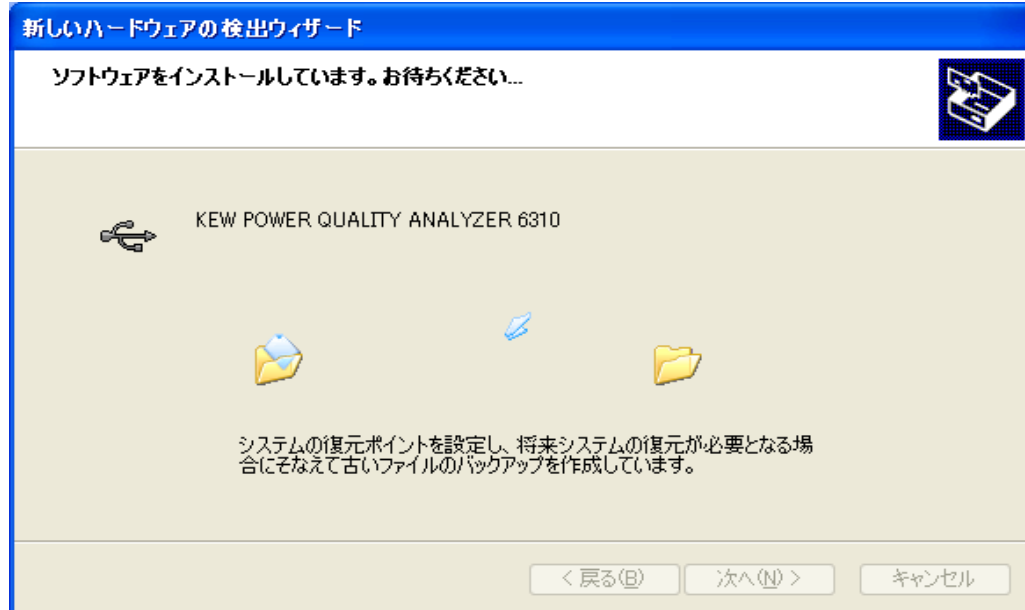 新しいハードウェアの検出ウィザード
ソフトウェアをインストールしています。お待ちください...
KEW POWER QUALITY ANALYZER 6310
システムの復元ポイントを設定し、将来システムの復元が必要となる場
合にそなえて古いファイルのバックアップを作成しています。
< 戻る(B) 次へ(N) > キャンセル